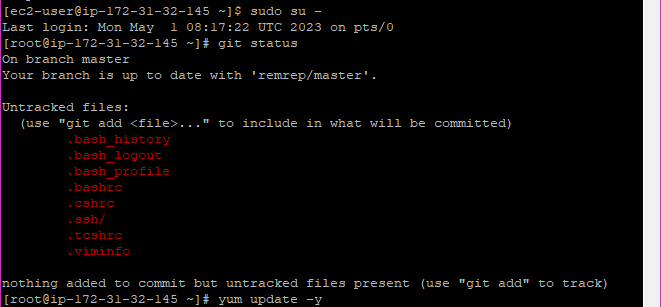 [ec2-user@ip-172-31-32-145 ~]$ sudo su -
Last login: Mon May  1 08:17:22 UTC 2023 on pts/0
[root@ip-172-31-32-145 ~]# git status
On branch master
Your branch is up to date with 'remrep/master'.

Untracked files:
  (use "git add <file>..." to include in what will be committed)
        .bash_history
        .bash_logout
        .bash_profile
        .bashrc
        .cshrc
        .ssh/
        .tcshrc
        .viminfo

nothing added to commit but untracked files present (use "git add" to track)
[root@ip-172-31-32-145 ~]# yum update -y